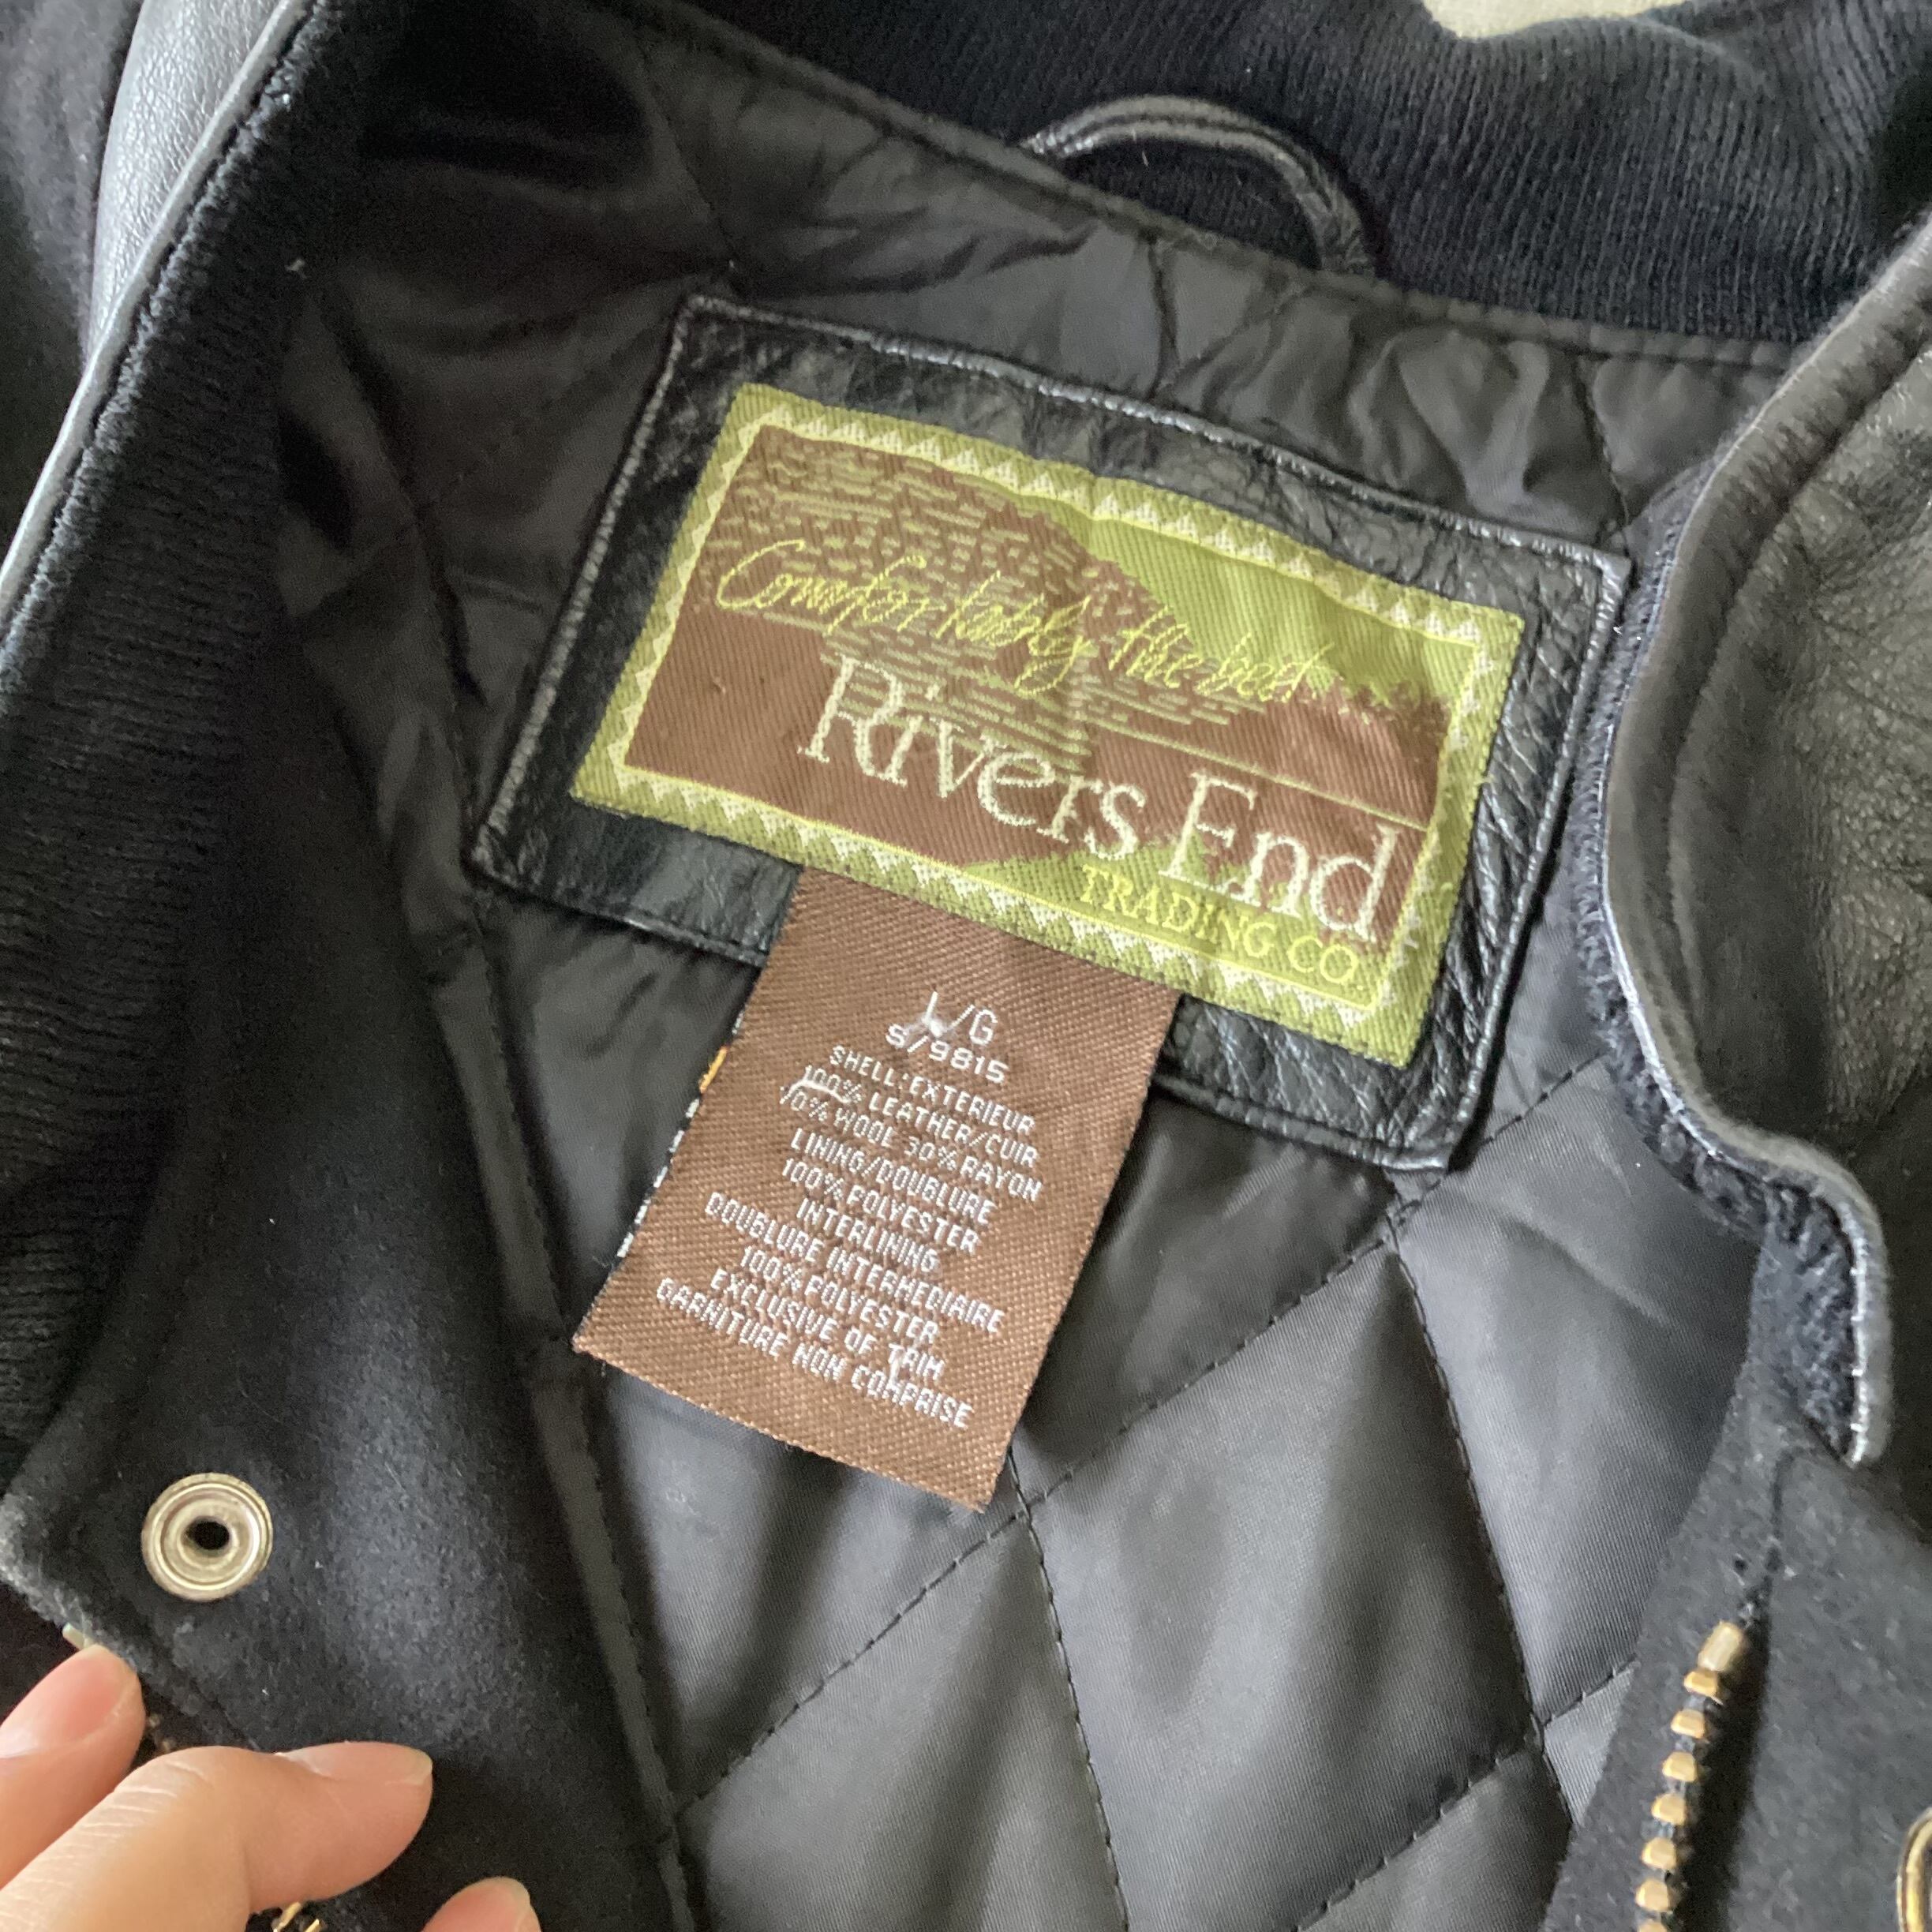 Comfortably the best
Rivers End
TRADING CO
L/G
S/9815
SHELL:EXTERIEUR
100% LEATHER/CUIR
70% WOOL 30% RAYON
LINING/DOUBLURE
100%POLYESTER
INTERLINING
DOUBLURE INTERMEDIAIRE
100%POLYESTER
EXCLUSIVE OF TRIM
GARNITURE NON COMPRISE